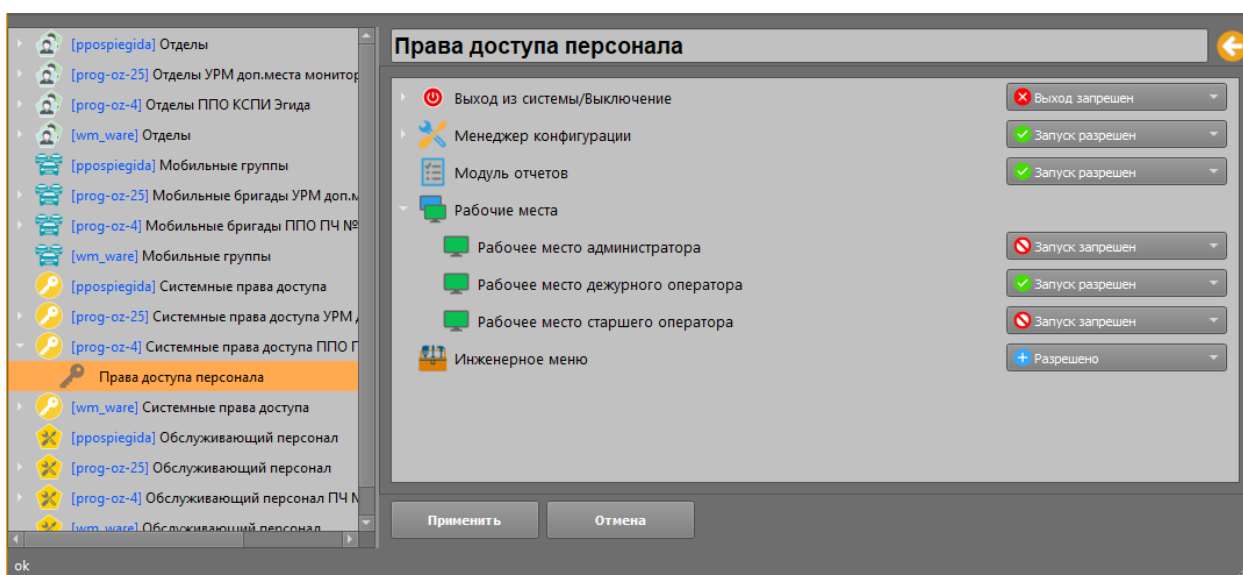 [ppospiegida] Отделы
[prog-oz-25] Отделы УРМ доп.места монитор
[prog-oz-4] Отделы ППО КСПИ Эгида
[wm_ware] Отделы
[ppospiegida] Мобильные группы
[prog-oz-25] Мобильные бригады УРМ доп.м
[prog-oz-4] Мобильные бригады ППО ПЧ №
[wm_ware] Мобильные группы
[ppospiegida] Системные права доступа
[prog-oz-25] Системные права доступа УРМ
[prog-oz-4] Системные права доступа ППО П
Права доступа персонала
[wm_ware] Системные права доступа
[ppospiegida] Обслуживающий персонал
[prog-oz-25] Обслуживающий персонал
[prog-oz-4] Обслуживающий персонал ПЧ
[wm_ware] Обслуживающий персонал
ok
Права доступа персонала
Выход из системы/Выключение Выход запрешен
Менеджер конфигурации Запуск разрешен
Модуль отчетов Запуск разрешен
Рабочие места
Рабочее место администратора Запуск запрешен
Рабочее место дежурного оператора Запуск разрешен
Рабочее место старшего оператора Запуск запрешен
Инженерное меню Разрешено
Применить Отмена